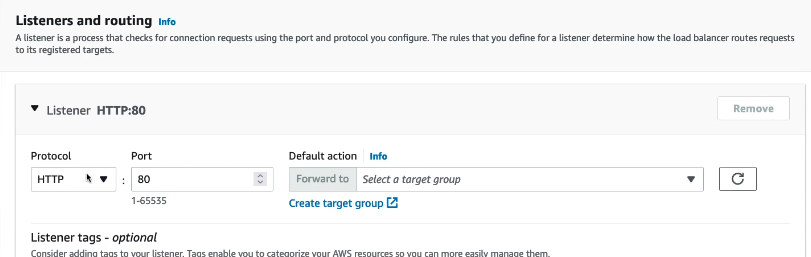 Listeners and routing Info
A listener is a process that checks for connection requests using the port and protocol you configure. The rules that you define for a listener determine how the load balancer routes requests
to its registered targets.
Listener HTTP:80
Remove
Protocol Port Default action Info
HTTP : 80 Forward to Select a target group
1-65535 Create target group
Listener tags - optional
Consider adding tags to your listener. Tags enable you to categorize your AWS resources so you can more easily manage them.